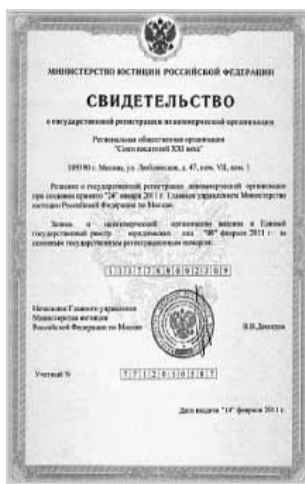 МИНИСТЕРСТВО ЮСТИЦИИ РОССИЙСКОЙ ФЕДЕРАЦИИ
СВИДЕТЕЛЬСТВО
о государственной регистрации некоммерческой организации
Региональная общественная организация
"Союз писателей XXI века"
г. Москва, ул. Люблинская, д. 47, пом. VII, ком. 1
Решение о государственной регистрации некоммерческой организации
при создании принято "24" января 2011 г. Главным управлением Министерства
юстиции Российской Федерации по Москве.
Запись о некоммерческой организации внесена в Единый
государственный реестр юридических лиц "08" февраля 2011 г. за
основным государственным регистрационным номером:
Начальник Главного управления
Министерства юстиции
Российской Федерации по Москве
Учетный N
7712010587
Дата выдачи "14" февраля 2011 г.